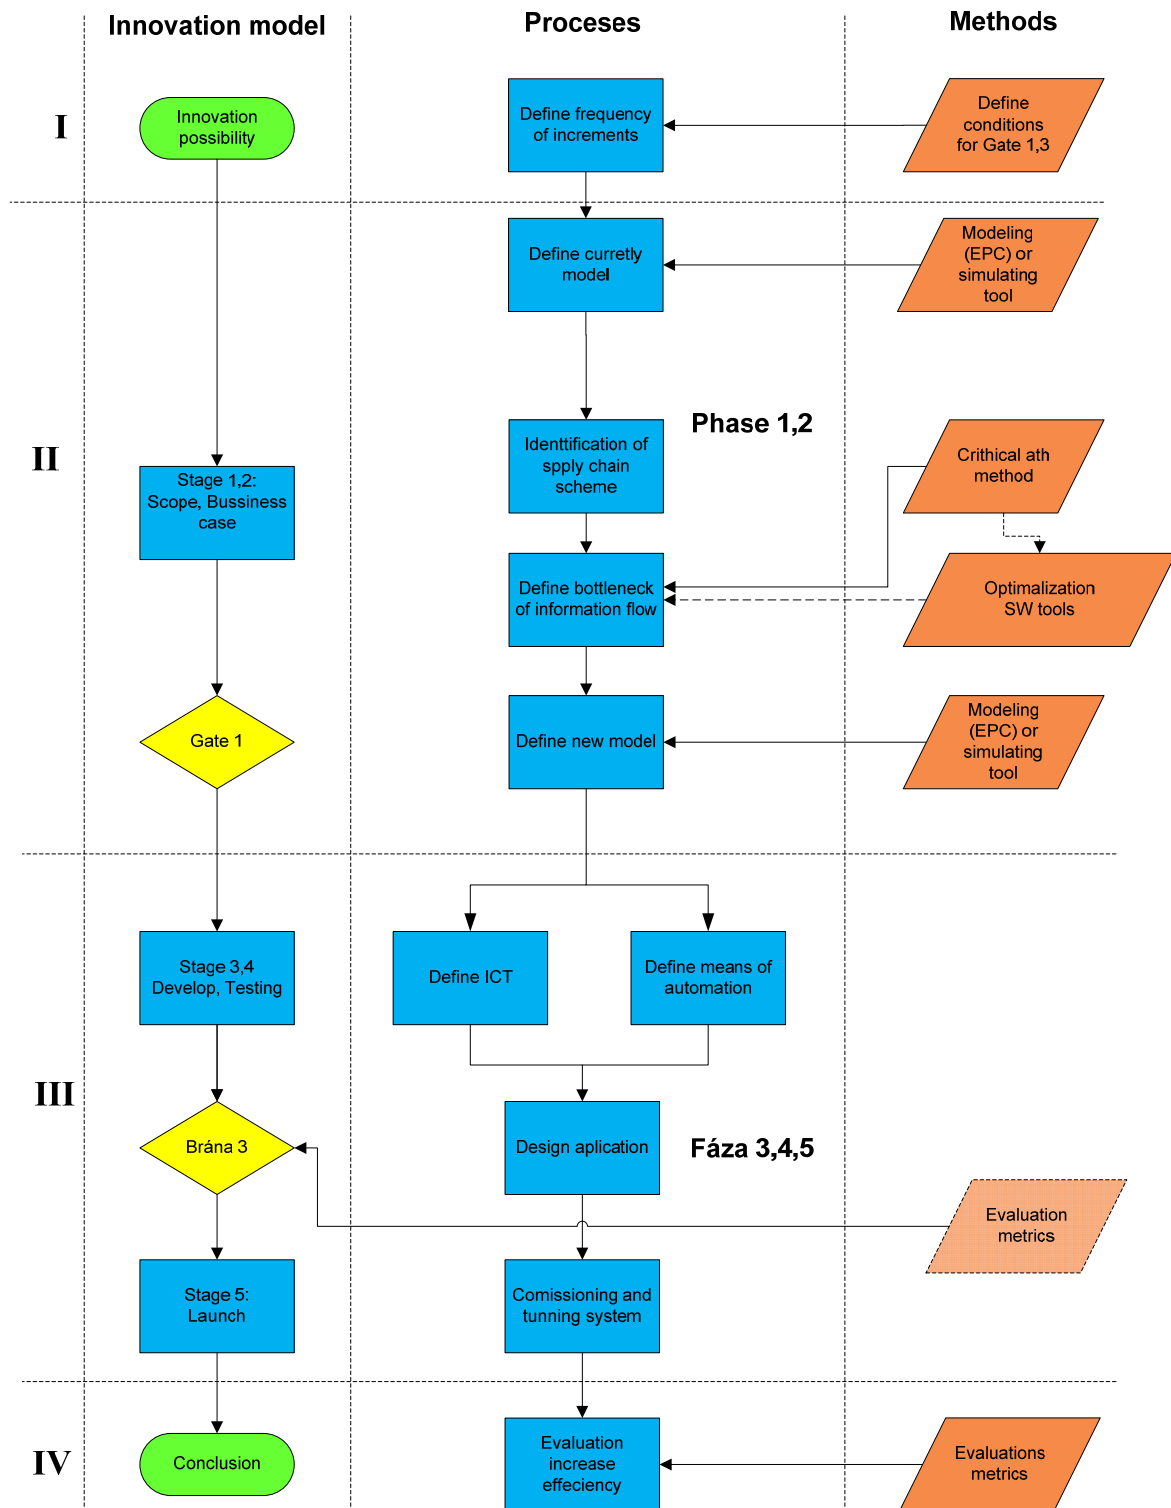 Innovation model
Proceses
Methods
I
Innovation
possibility
Define frequency
of increments
Define
conditions
for Gate 1,3
II
Define curretly
model
Modeling
(EPC) or
simulating
tool
Phase 1,2
Stage 1,2:
Scope, Bussiness
case
Identtification of
spply chain
scheme
Crithical ath
method
Define bottleneck
of information flow
Optimalization
SW tools
Gate 1
Define new model
Modeling
(EPC) or
simulating
tool
III
Stage 3,4
Develop, Testing
Define ICT
Define means of
automation
Brána 3
Design aplication
Fáza 3,4,5
Evaluation
metrics
Stage 5:
Launch
Comissioning and
tunning system
IV
Conclusion
Evaluation
increase
effeciency
Evaluations
metrics